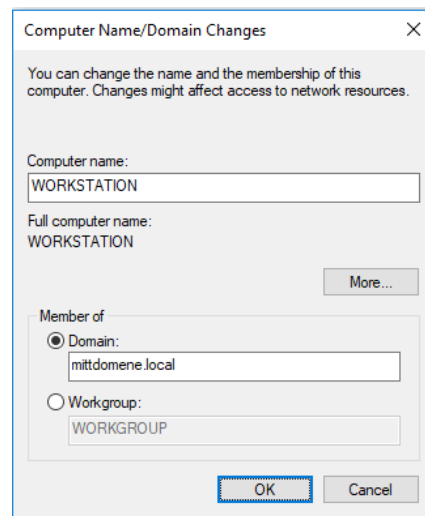 Computer Name/Domain Changes
You can change the name and the membership of this
computer. Changes might affect access to network resources.
Computer name:
WORKSTATION
Full computer name:
WORKSTATION
More...
Member of
Domain:
mittdomene.local
Workgroup:
WORKGROUP
OK
Cancel